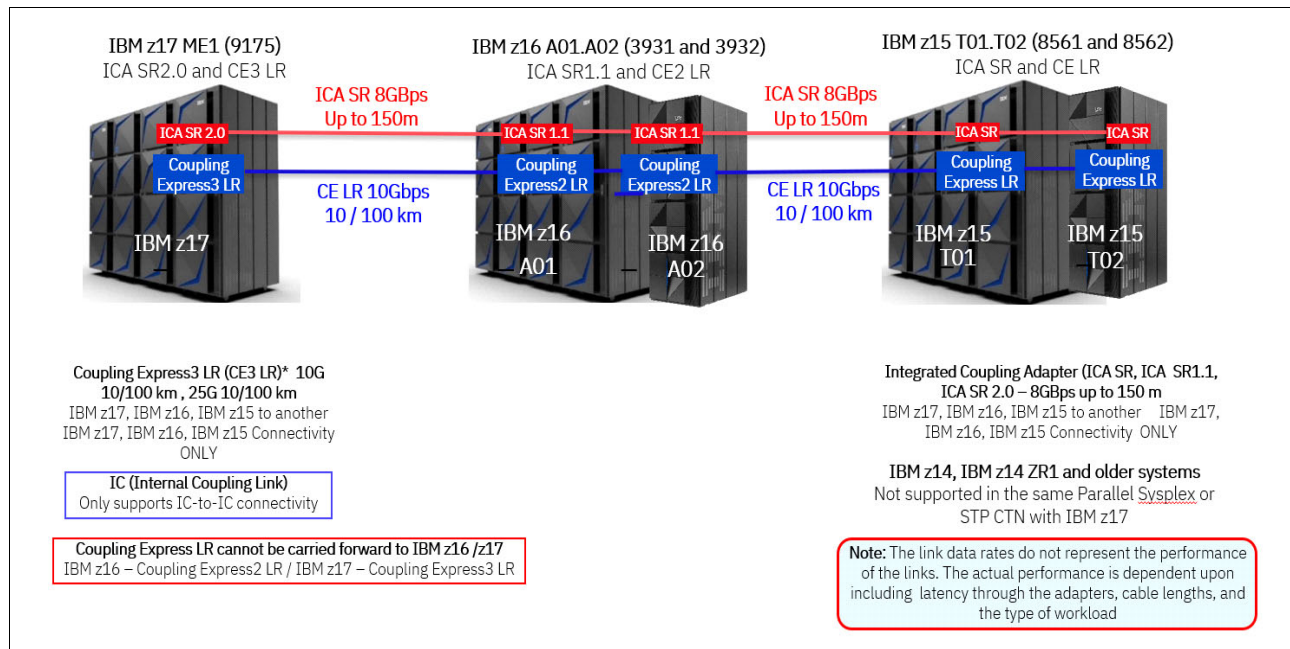 IBM z17 ME1 (9175)
ICA SR2.0 and CE3 LR
IBM z16 A01.A02 (3931 and 3932)
ICA SR1.1 and CE2 LR
IBM z15 T01.T02 (8561 and 8562)
ICA SR and CE LR
ICA SR 8GBps
Up to 150m
ICA SR 8GBps
Up to 150m
ICA SR 2.0
ICA SR 1.1
ICA SR 1.1
ICA SR
ICA SR
Coupling
Express3 LR
Coupling
Express2 LR
Coupling
Express2 LR
Coupling
Express LR
Coupling
Express LR
CE LR 10Gbps
10 / 100 km
CE LR 10Gbps
10 / 100 km
IBM z17
IBM z16
A01
IBM z16
A02
IBM z15
T01
IBM z15
T02
Coupling Express3 LR (CE3 LR)* 10G
10/100 km , 25G 10/100 km
IBM z17, IBM z16, IBM z15 to another
IBM z17, IBM z16, IBM z15 Connectivity
ONLY
IC (Internal Coupling Link)
Only supports IC-to-IC connectivity
Coupling Express LR cannot be carried forward to IBM z16 /z17
IBM z16 – Coupling Express2 LR / IBM z17 – Coupling Express3 LR
Integrated Coupling Adapter (ICA SR, ICA SR1.1,
ICA SR 2.0 – 8GBps up to 150 m
IBM z17, IBM z16, IBM z15 to another IBM z17,
IBM z16, IBM z15 Connectivity ONLY
IBM z14, IBM z14 ZR1 and older systems
Not supported in the same Parallel Sysplex or
STP CTN with IBM z17
Note: The link data rates do not represent the performance
of the links. The actual performance is dependent upon
including latency through the adapters, cable lengths, and
the type of workload